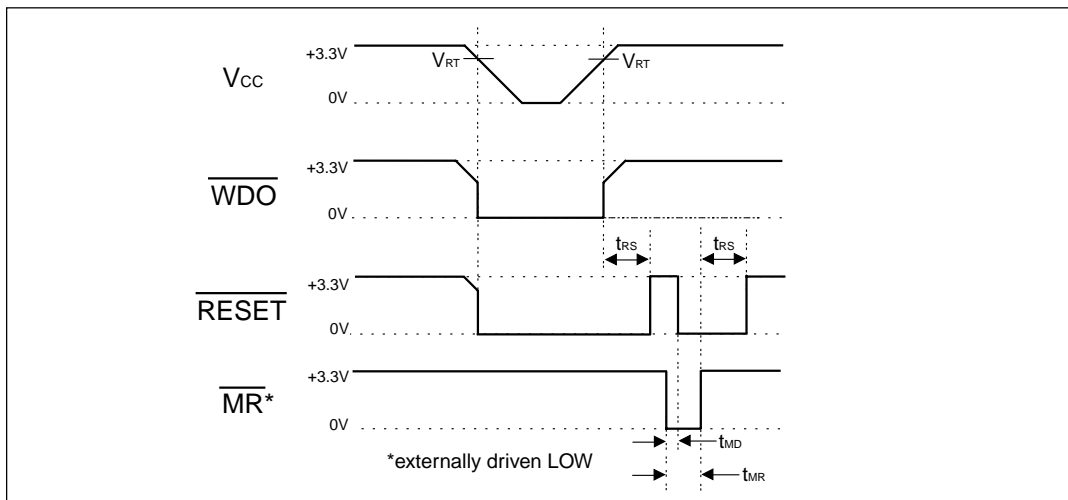 +3.3V
VRT
VRT
VCC
0V
+3.3V
WDO
0V
tRS
tRS
+3.3V
RESET
0V
+3.3V
MR*
0V
tMD
*externally driven LOW
tMR